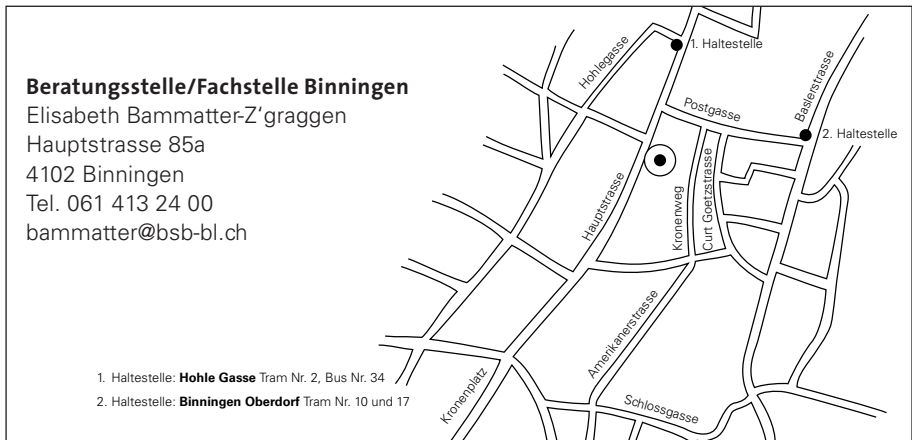 Beratungsstelle/Fachstelle Binningen
Elisabeth Bammatter-Z‘graggen
Hauptstrasse 85a
4102 Binningen
Tel. 061 413 24 00
bammatter@bsb-bl.ch
1. Haltestelle: Hohle Gasse Tram Nr. 2, Bus Nr. 34
2. Haltestelle: Binningen Oberdorf Tram Nr. 10 und 17
Hohlegasse
1. Haltestelle
Baslerstrasse
Postgasse
2. Haltestelle
Hauptstrasse
Kronenweg
Curt Goetzstrasse
Amerikanerstrasse
Kronenplatz
Schlossgasse